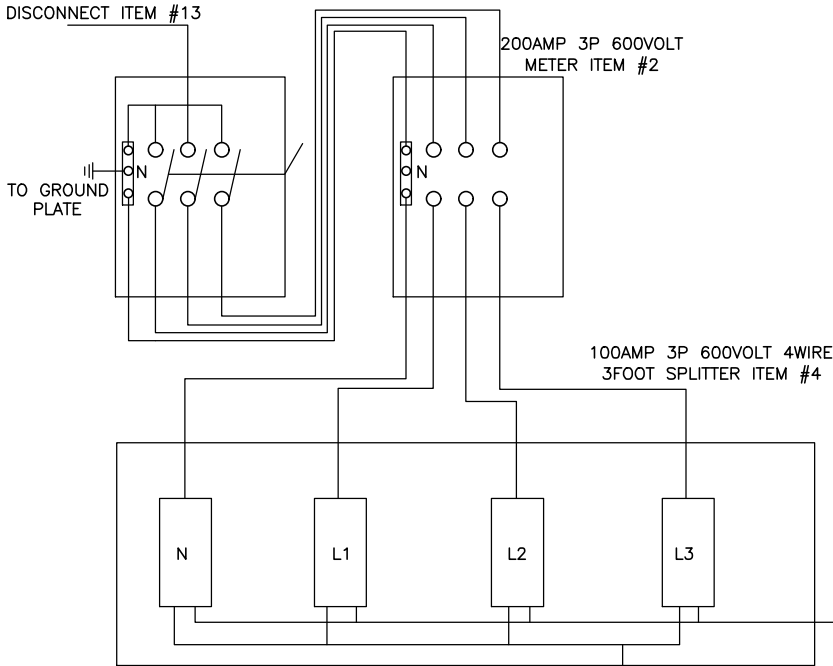 DISCONNECT ITEM #13
200AMP 3P 600VOLT
METER ITEM #2
N
N
TO GROUND
PLATE
100AMP 3P 600VOLT 4WIRE
3FOOT SPLITTER ITEM #4
N
L1
L2
L3